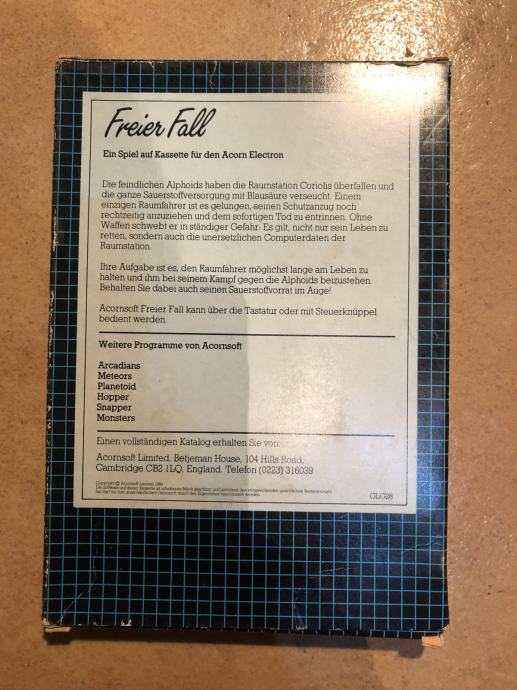 Freier Fall
Ein Spiel auf Kassette für den Acorn Electron
Die feindlichen Alphoids haben die Raumstation Coriolis überfallen und
die ganze Sauerstoffversorgung mit Blausäure verseucht. Einem
einzigen Raumfahrer ist es gelungen, seinen Schutzanzug noch
rechtzeitig anzuziehen und dem sofortigen Tod zu entrinnen. Ohne
Waffen schwebt er in ständiger Gefahr: Es gilt, nicht nur sein Leben zu
retten, sondern auch die unersetzlichen Computerdaten der
Raumstation.
Ihre Aufgabe ist es, den Raumfahrer möglichst lange am Leben zu
halten und ihm bei seinem Kampf gegen die Alphoids beizustehen.
Behalten Sie dabei auch seinen Sauerstoffvorrat im Auge!
Acornsoft Freier Fall kann über die Tastatur oder mit Steuerknüppel
bedient werden.
Weitere Programme von Acornsoft
Arcadians
Meteors
Planetoid
Hopper
Snapper
Monsters
Einen vollständigen Katalog erhalten Sie von:
Acornsoft Limited, Betjeman House, 104 Hills Road,
Cambridge CB2 1LQ, England. Telefon (0223) 316039
Copyright © Acornsoft Limited 1984
GLG28